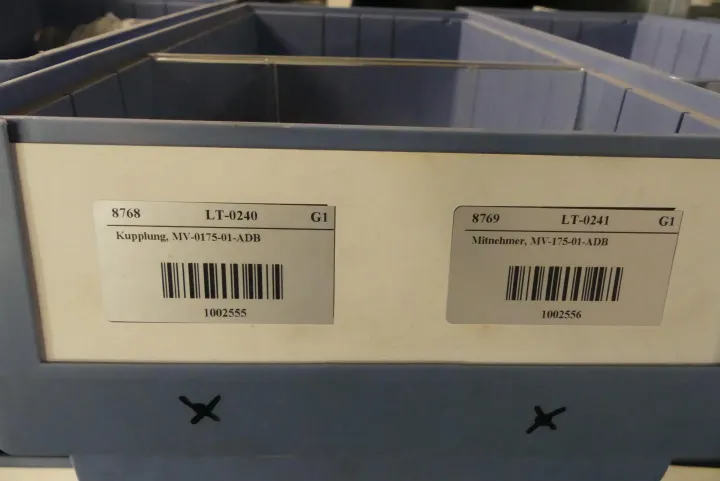 8768 LT-0240 G1
Kupplung, MV-0175-01-ADB
1002555
8769 LT-0241 G1
Mitnehmer, MV-175-01-ADB
1002556